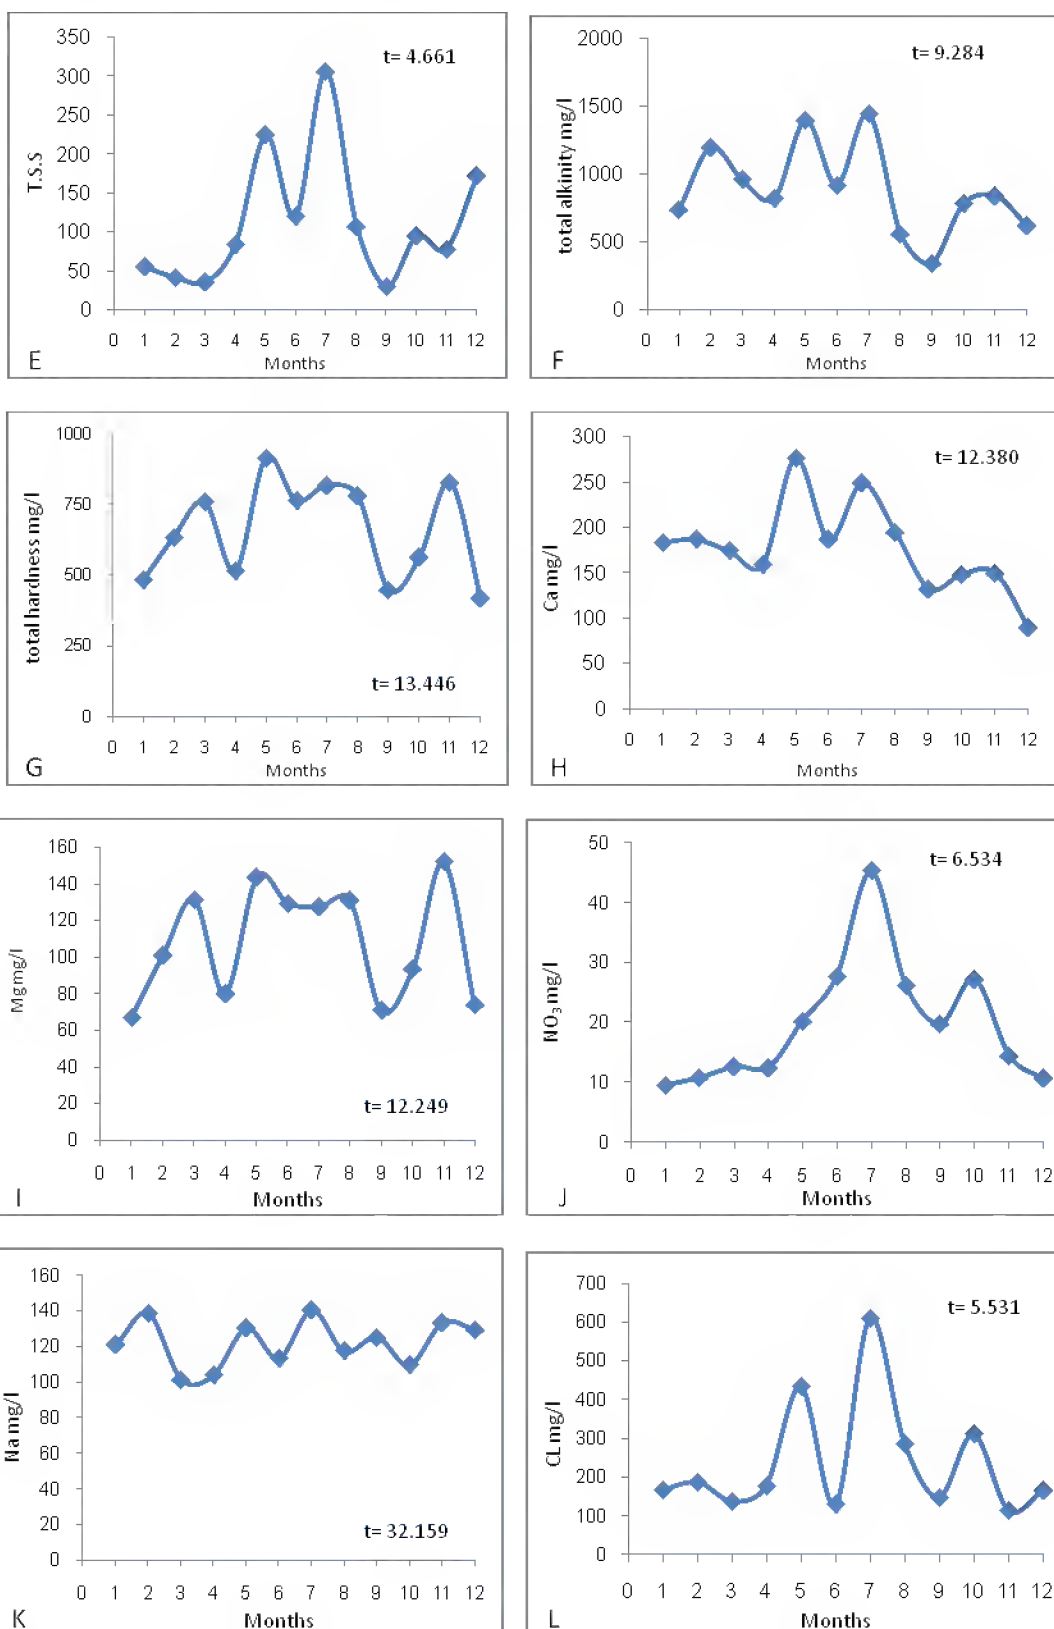 350
300
250
200
150
100
50
0
T.S.S
t= 4.661
0 1 2 3 4 5 6 7 8 9 10 11 12
Months
E
2000
1500
1000
500
0
total alkinity mg/l
t= 9.284
0 1 2 3 4 5 6 7 8 9 10 11 12
Months
F
1000
750
500
250
0
total hardness mg/l
t= 13.446
0 1 2 3 4 5 6 7 8 9 10 11 12
Months
G
300
250
200
150
100
50
0
Ca mg/l
t= 12.380
0 1 2 3 4 5 6 7 8 9 10 11 12
Months
H
160
140
120
100
80
60
40
20
0
Mg mg/l
t= 12.249
0 1 2 3 4 5 6 7 8 9 10 11 12
Months
I
50
40
30
20
10
0
NO₃ mg/l
t= 6.534
0 1 2 3 4 5 6 7 8 9 10 11 12
Months
J
160
140
120
100
80
60
40
20
0
Na mg/l
t= 32.159
0 1 2 3 4 5 6 7 8 9 10 11 12
Months
K
700
600
500
400
300
200
100
0
CL mg/l
t= 5.531
0 1 2 3 4 5 6 7 8 9 10 11 12
Months
L